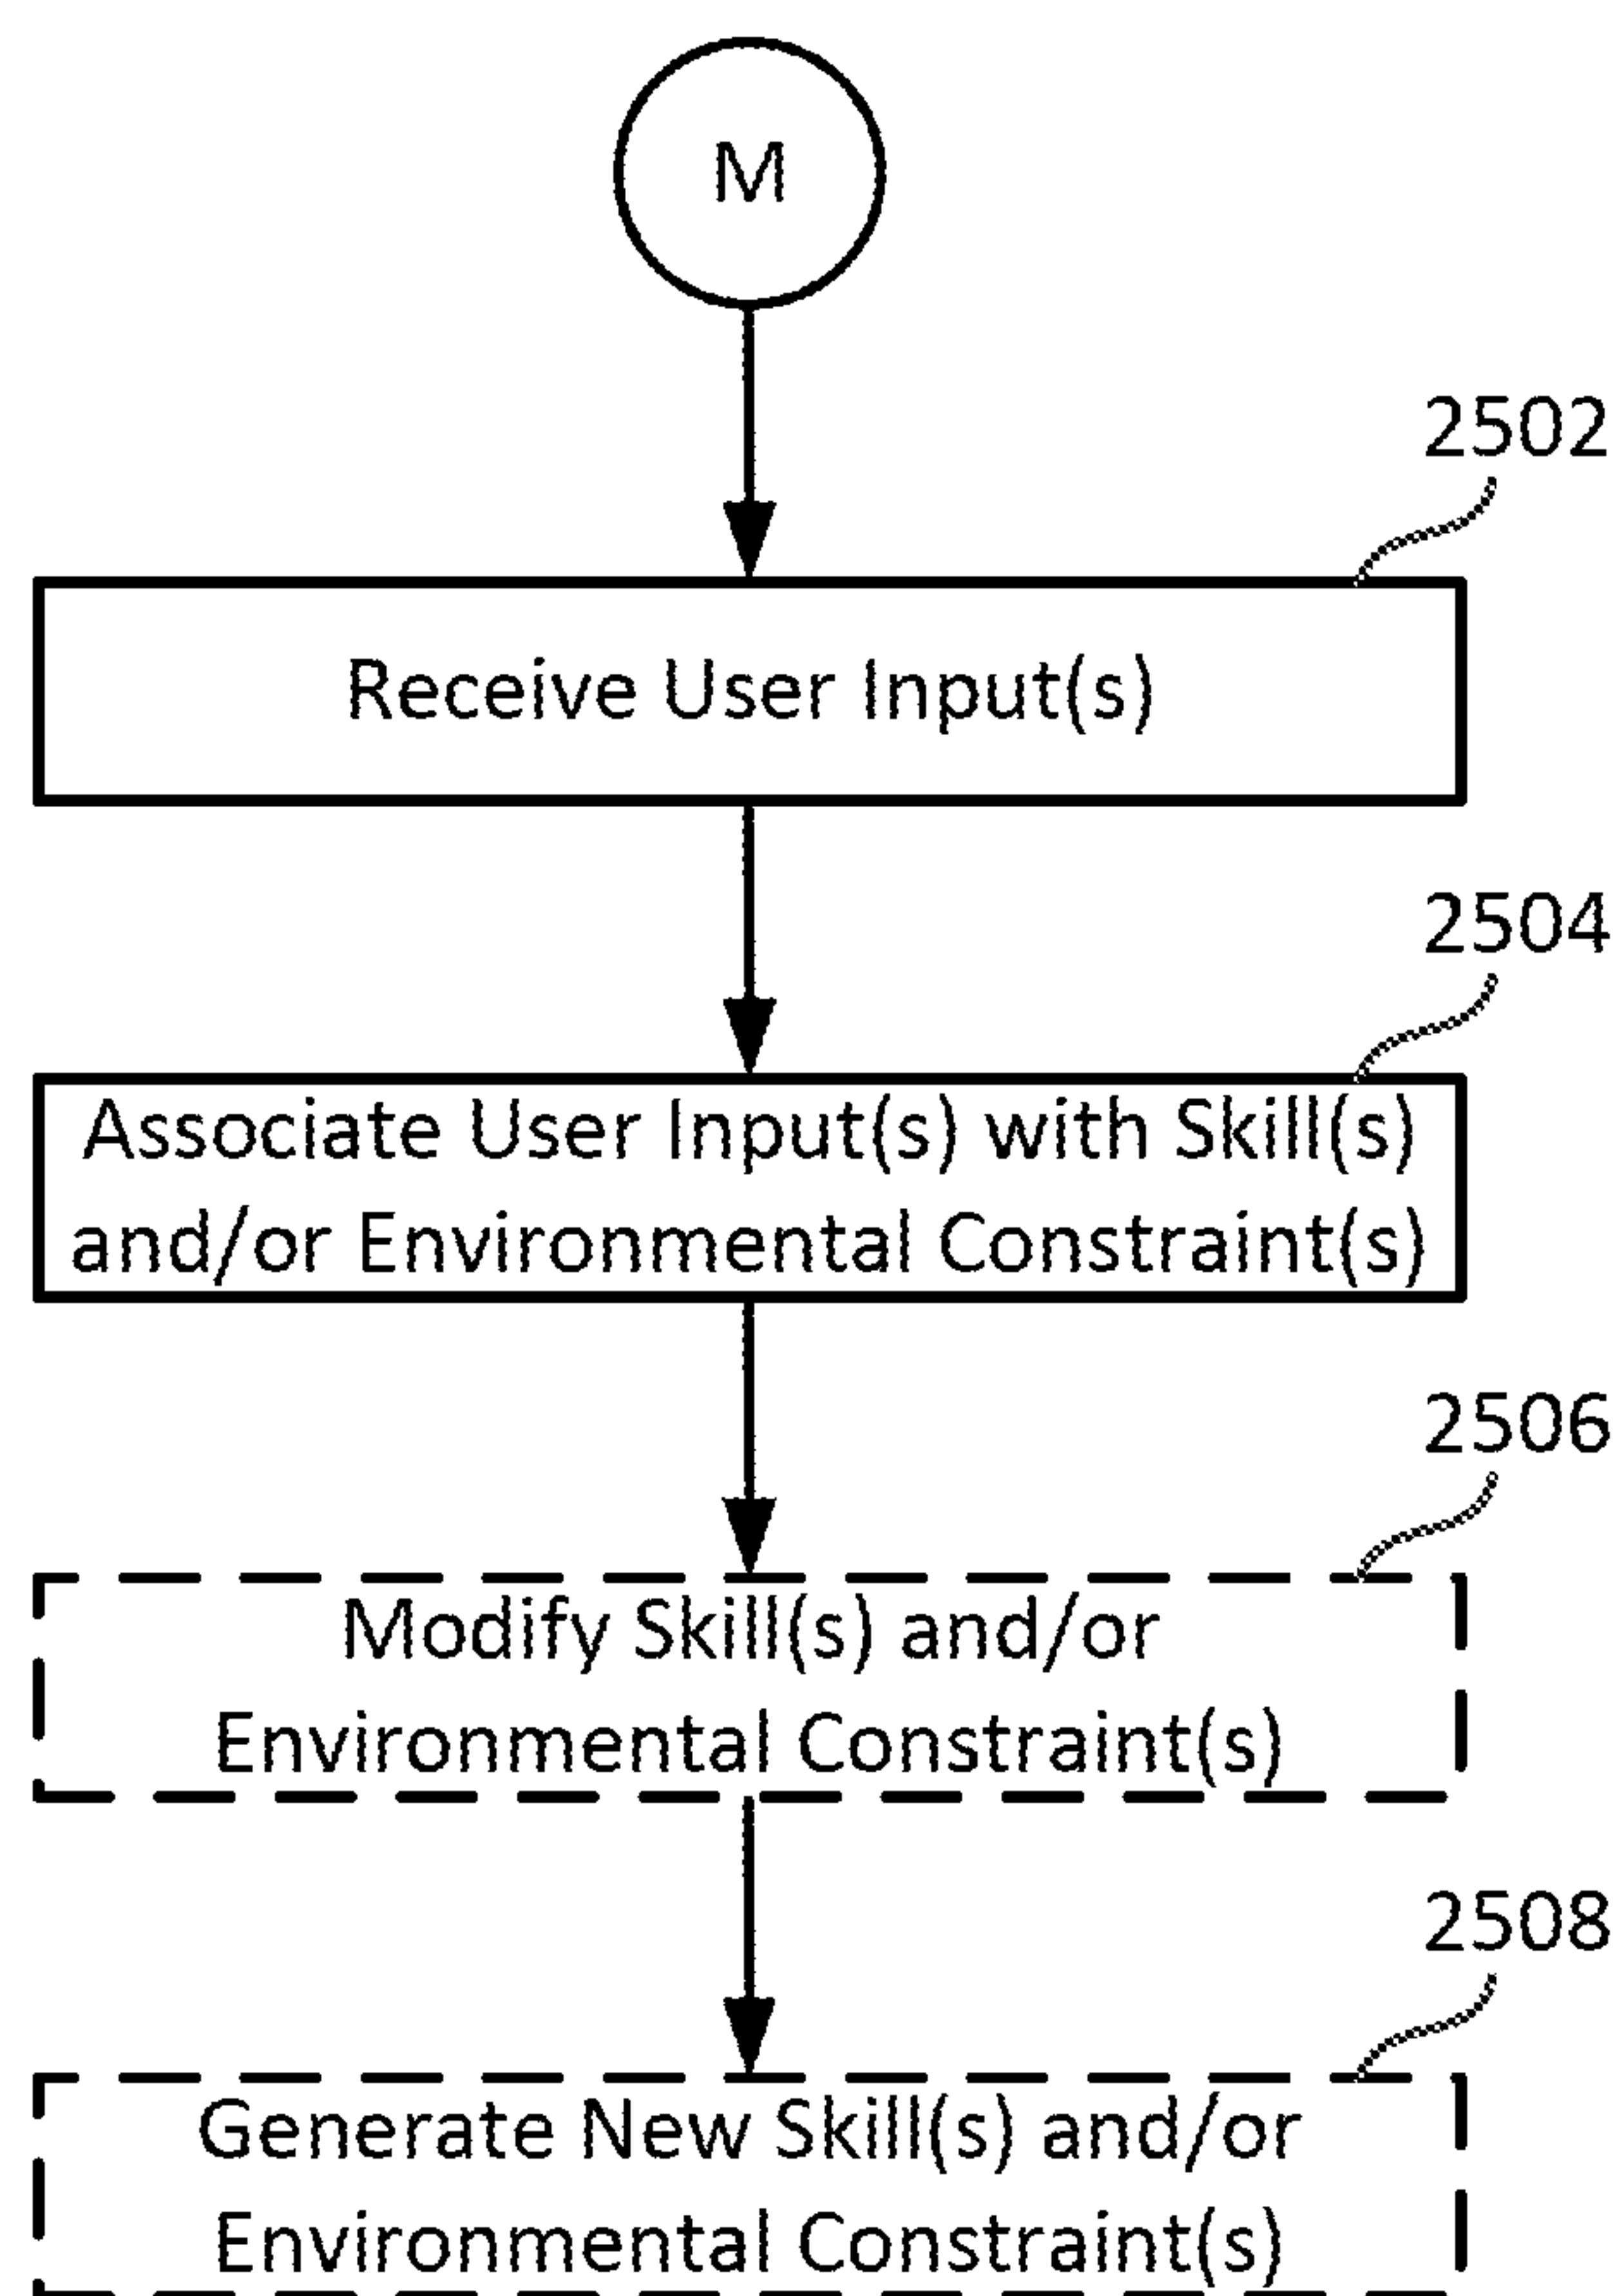 M
2502
Receive User Input(s)
2504
Associate User Input(s) with Skill(s)
and/or Environmental Constraint(s)
2506
Modify Skill(s) and/or
Environmental Constraint(s)
2508
Generate New Skill(s) and/or
Environmental Constraint(s)